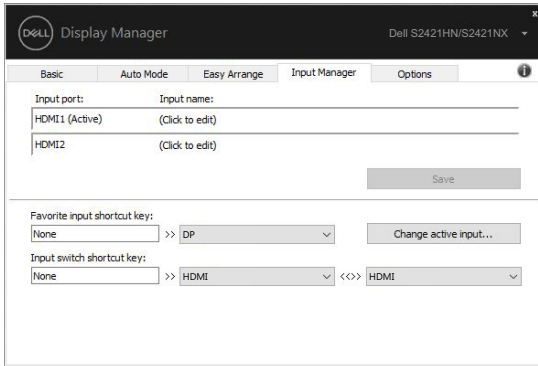 DELL Display Manager
Dell S2421HN/S2421NX
x
Basic Auto Mode Easy Arrange Input Manager Options i
Input port: Input name:
HDMI1 (Active) (Click to edit)
HDMI2 (Click to edit)
Save
Favorite input shortcut key:
None >> DP Change active input...
Input switch shortcut key:
None >> HDMI <<>> HDMI